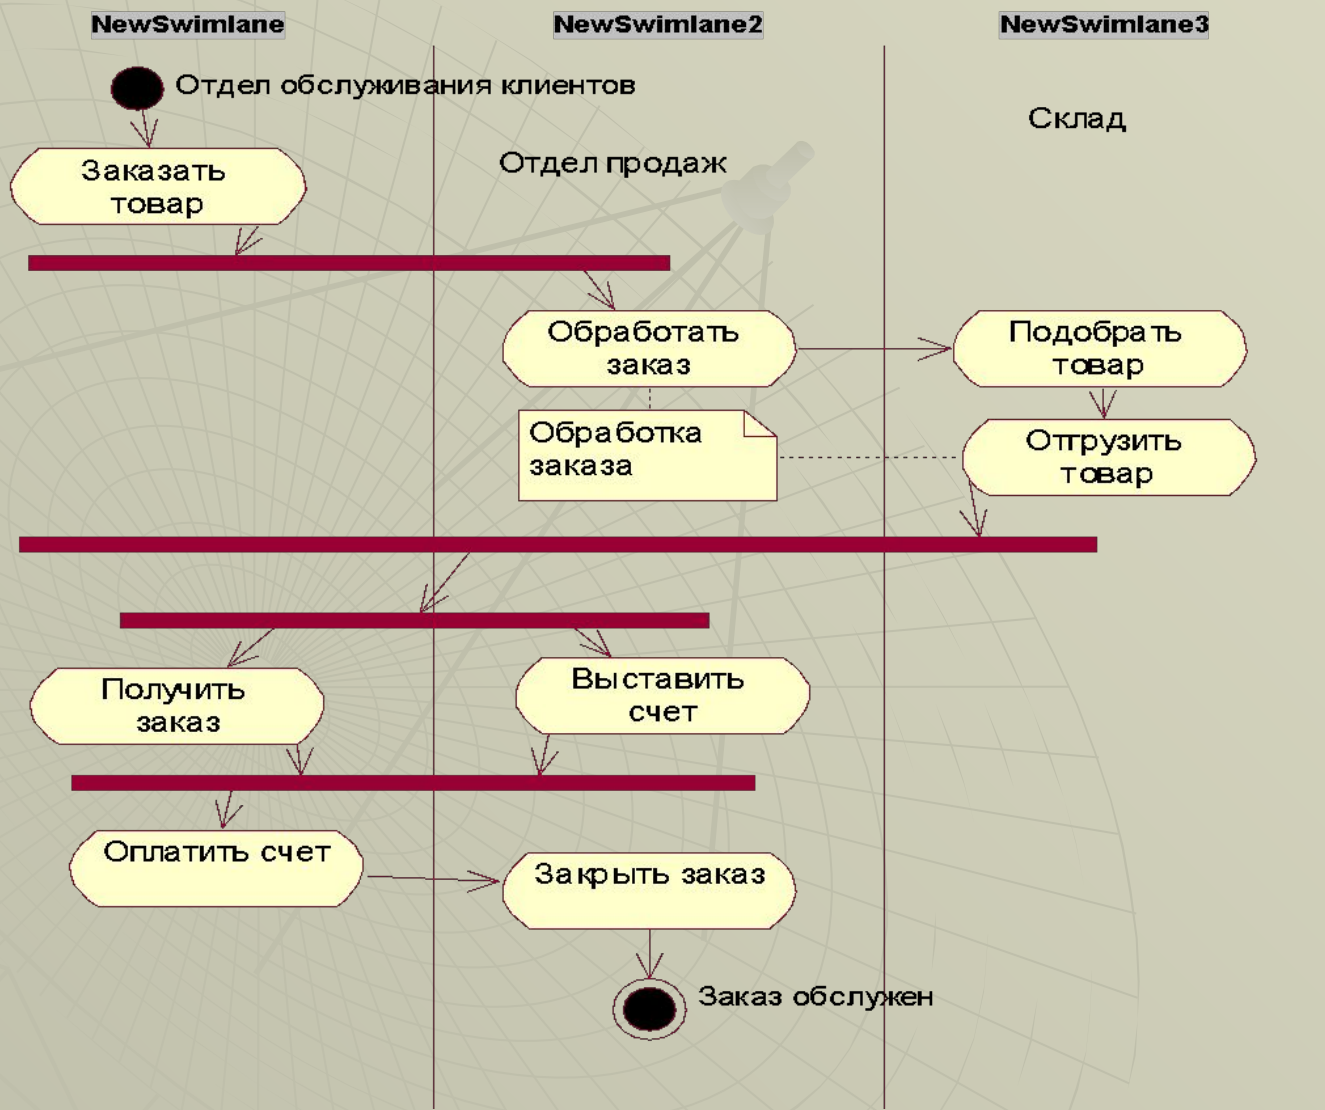 NewSwimlane
NewSwimlane2
NewSwimlane3
Отдел обслуживания клиентов
Склад
Отдел продаж
Заказать
товар
Обработать
заказ
Подобрать
товар
Обработка
заказа
Отгрузить
товар
Получить
заказ
Выставить
счет
Оплатить счет
Закрыть заказ
Заказ обслужен